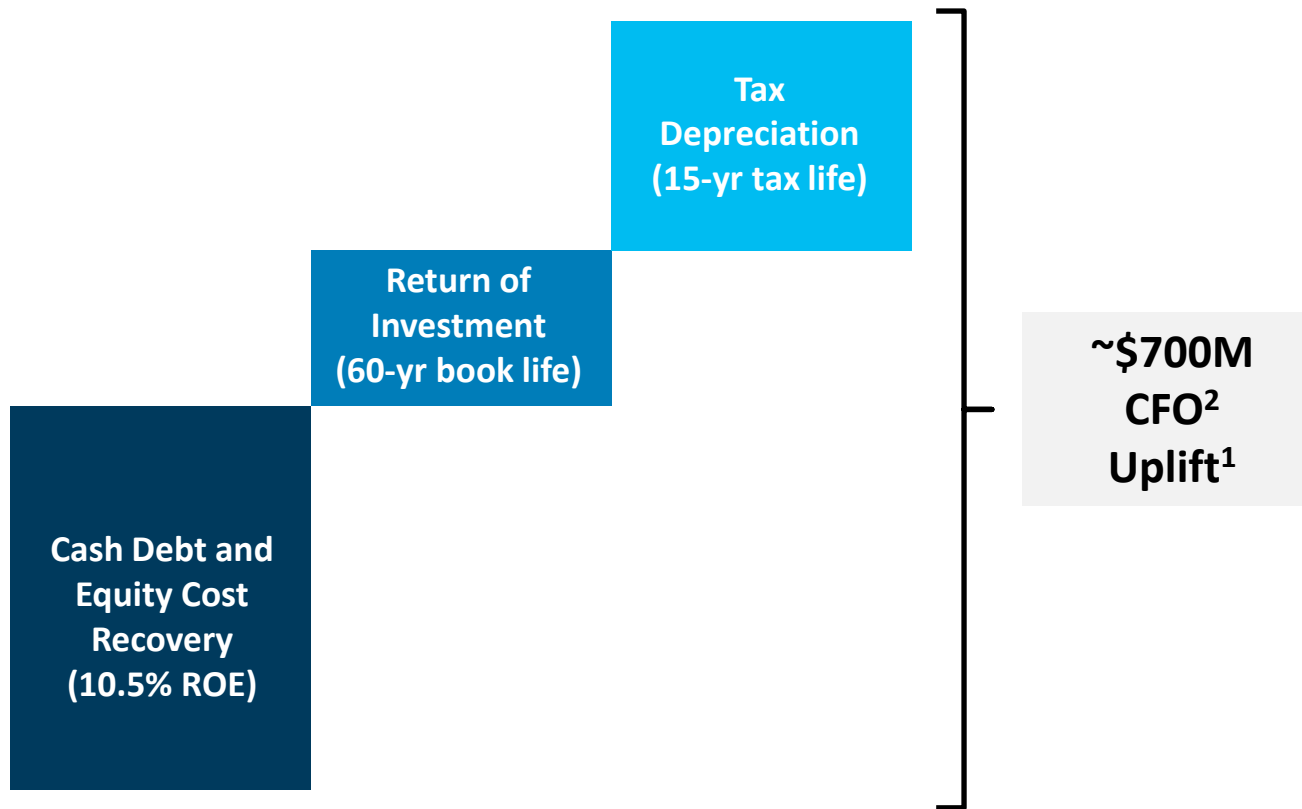 Tax
Depreciation
(15-yr tax life)
Return of
Investment
(60-yr book life)
Cash Debt and
Equity Cost
Recovery
(10.5% ROE)
~$700M
CFO²
Uplift¹